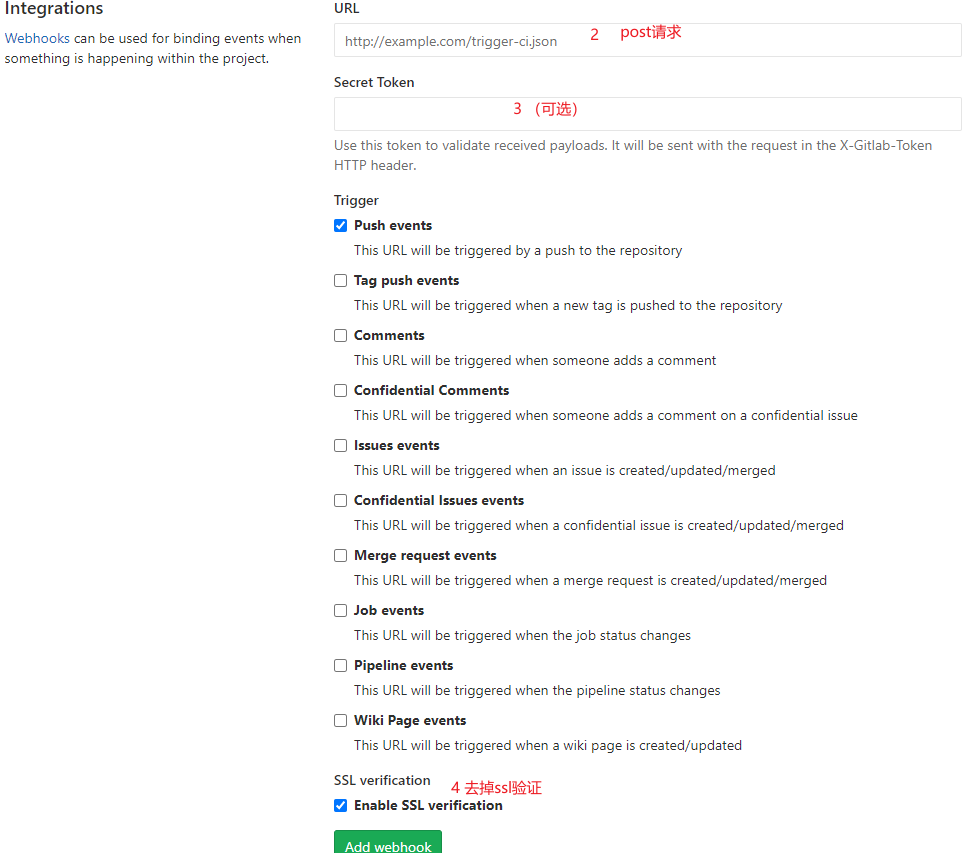 Integrations
Webhooks can be used for binding events when
something is happening within the project.
URL
http://example.com/trigger-ci.json 2 post请求
Secret Token
3 （可选）
Use this token to validate received payloads. It will be sent with the request in the X-Gitlab-Token
HTTP header.
Trigger
Push events
This URL will be triggered by a push to the repository
Tag push events
This URL will be triggered when a new tag is pushed to the repository
Comments
This URL will be triggered when someone adds a comment
Confidential Comments
This URL will be triggered when someone adds a comment on a confidential issue
Issues events
This URL will be triggered when an issue is created/updated/merged
Confidential Issues events
This URL will be triggered when a confidential issue is created/updated/merged
Merge request events
This URL will be triggered when a merge request is created/updated/merged
Job events
This URL will be triggered when the job status changes
Pipeline events
This URL will be triggered when the pipeline status changes
Wiki Page events
This URL will be triggered when a wiki page is created/updated
SSL verification
4 去掉ssl验证
Enable SSL verification
Add webhook